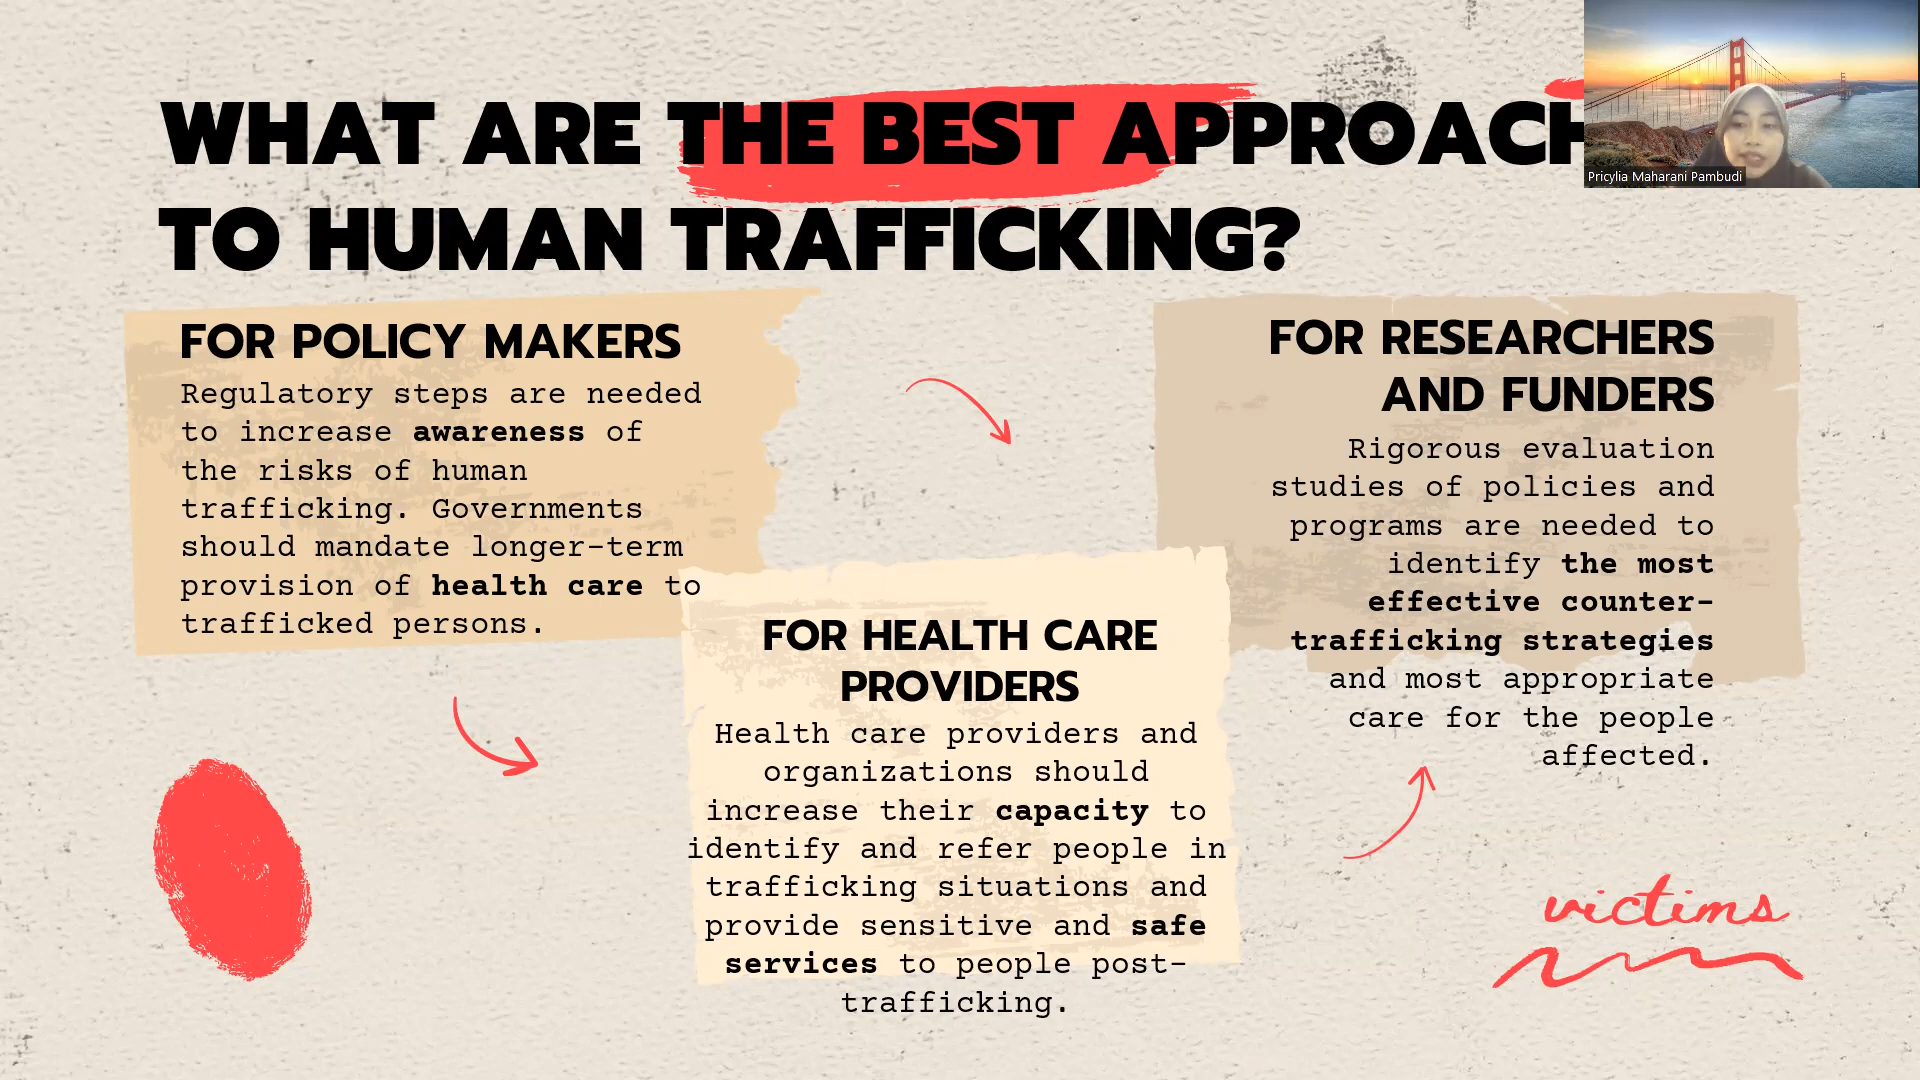 WHAT ARE THE BEST APPROACH
TO HUMAN TRAFFICKING?
Pricylia Maharani Pambudi
FOR POLICY MAKERS
Regulatory steps are needed
to increase awareness of
the risks of human
trafficking. Governments
should mandate longer-term
provision of health care to
trafficked persons.
FOR HEALTH CARE
PROVIDERS
Health care providers and
organizations should
increase their capacity to
identify and refer people in
trafficking situations and
provide sensitive and safe
services to people post-
trafficking.
FOR RESEARCHERS
AND FUNDERS
Rigorous evaluation
studies of policies and
programs are needed to
identify the most
effective counter-
trafficking strategies
and most appropriate
care for the people
affected.
victims